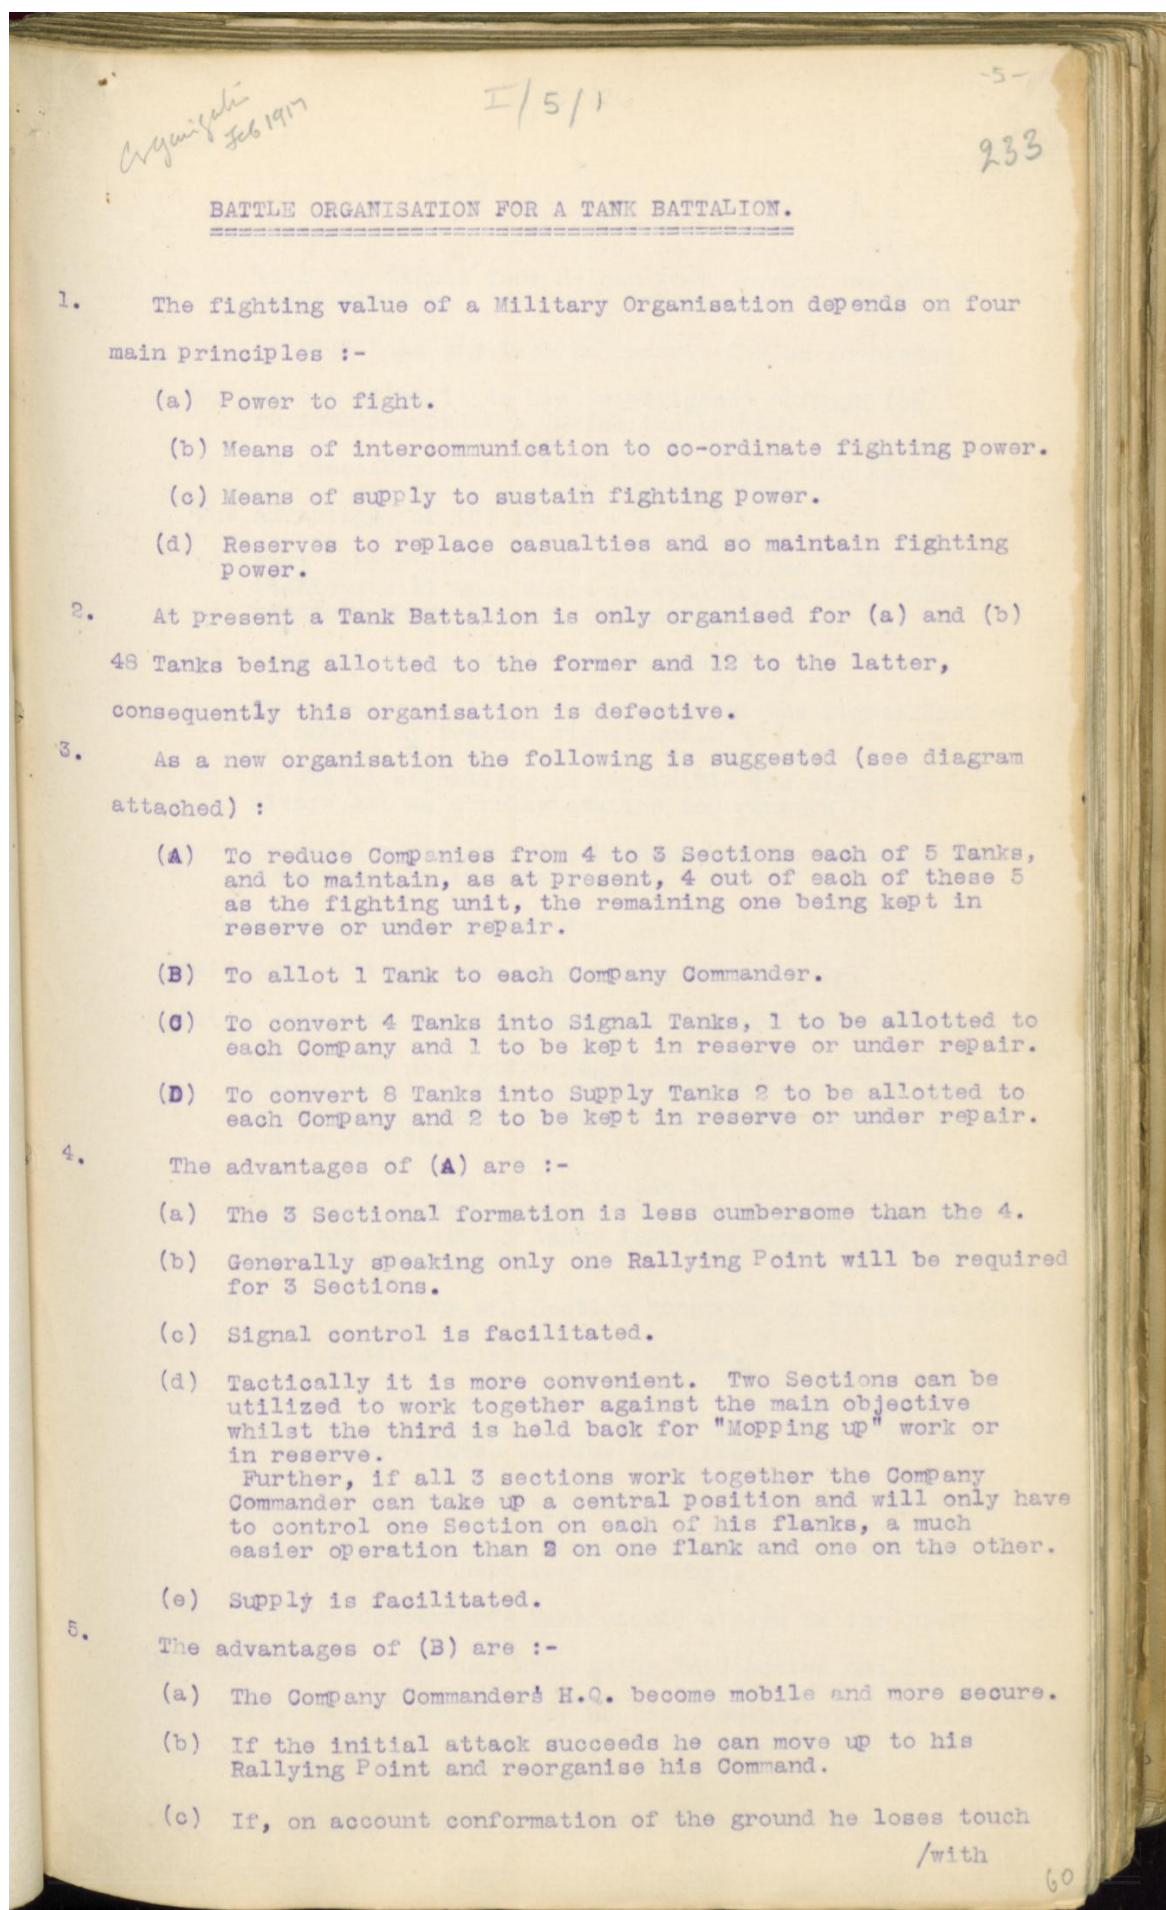 -5-
I/5/1
Organisatn
Feb 1917
233
BATTLE ORGANISATION FOR A TANK BATTALION.
1. The fighting value of a Military Organisation depends on four
main principles :-
(a) Power to fight.
(b) Means of intercommunication to co-ordinate fighting power.
(c) Means of supply to sustain fighting power.
(d) Reserves to replace casualties and so maintain fighting
power.
2. At present a Tank Battalion is only organised for (a) and (b)
48 Tanks being allotted to the former and 12 to the latter,
consequently this organisation is defective.
3. As a new organisation the following is suggested (see diagram
attached) :
(A) To reduce Companies from 4 to 3 Sections each of 5 Tanks,
and to maintain, as at present, 4 out of each of these 5
as the fighting unit, the remaining one being kept in
reserve or under repair.
(B) To allot 1 Tank to each Company Commander.
(C) To convert 4 Tanks into Signal Tanks, 1 to be allotted to
each Company and 1 to be kept in reserve or under repair.
(D) To convert 8 Tanks into Supply Tanks 2 to be allotted to
each Company and 2 to be kept in reserve or under repair.
4. The advantages of (A) are :-
(a) The 3 Sectional formation is less cumbersome than the 4.
(b) Generally speaking only one Rallying Point will be required
for 3 Sections.
(c) Signal control is facilitated.
(d) Tactically it is more convenient. Two Sections can be
utilized to work together against the main objective
whilst the third is held back for "Mopping up" work or
in reserve.
Further, if all 3 sections work together the Company
Commander can take up a central position and will only have
to control one Section on each of his flanks, a much
easier operation than 2 on one flank and one on the other.
(e) Supply is facilitated.
5. The advantages of (B) are :-
(a) The Company Commanders H.Q. become mobile and more secure.
(b) If the initial attack succeeds he can move up to his
Rallying Point and reorganise his Command.
(c) If, on account conformation of the ground he loses touch
/with
60